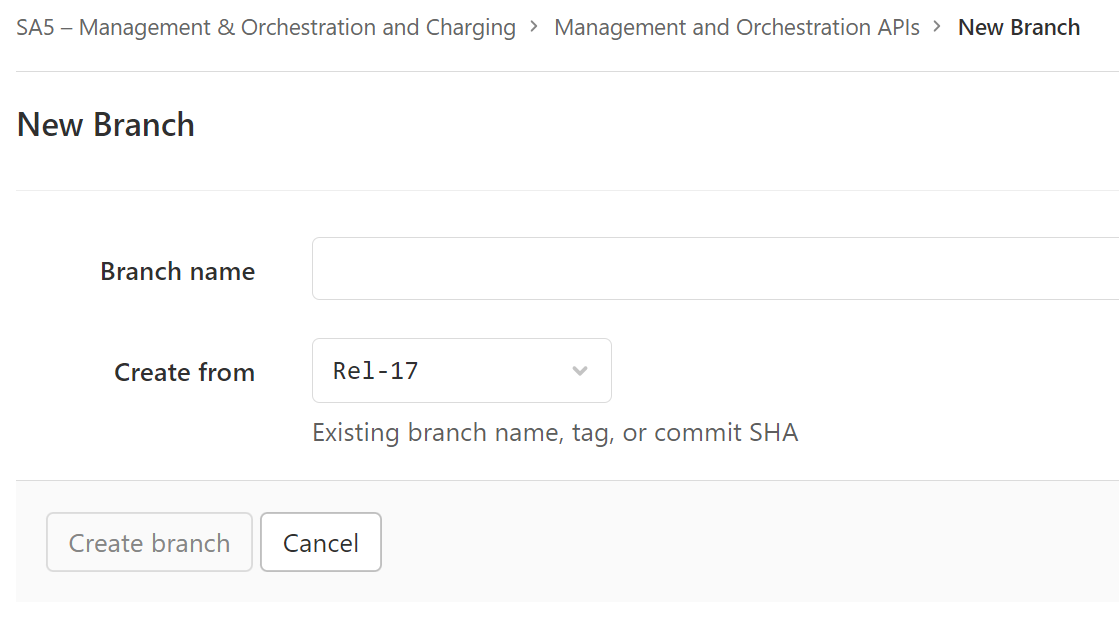 SA5 – Management & Orchestration and Charging > Management and Orchestration APIs > New Branch
New Branch
Branch name
Create from Rel-17
Existing branch name, tag, or commit SHA
Create branch Cancel